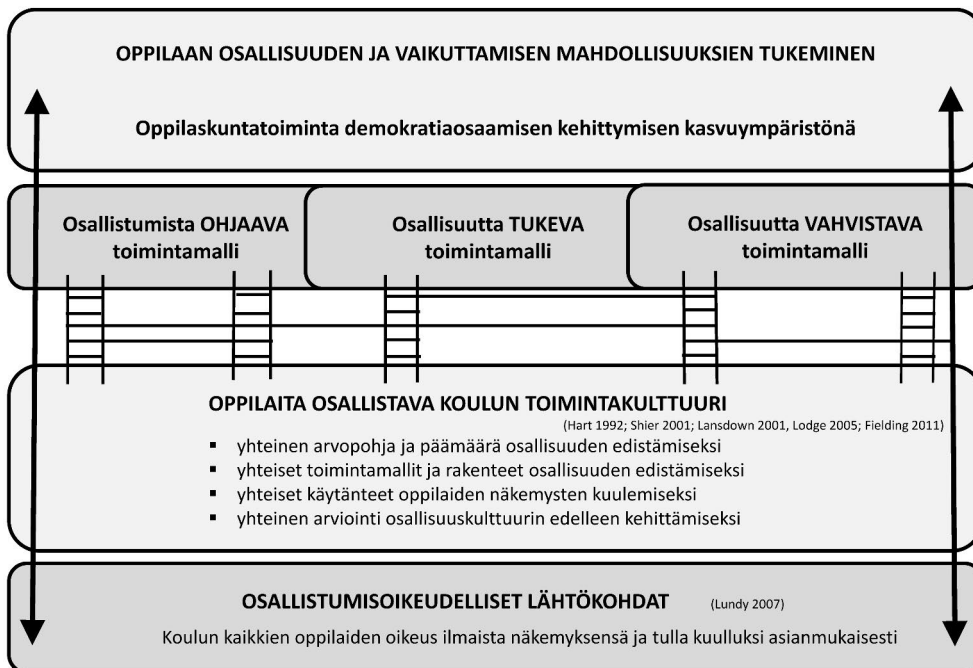 OPPILAAN OSALLISUUDEN JA VAIKUTTAMISEN MAHDOLLISUUKSIEN TUKEMINEN
Oppilaskuntatoiminta demokratiaosaamisen kehittymisen kasvuympäristönä
Osallistumista OHJAAVA
toimintamalli
Osallisuutta TUKEVA
toimintamalli
Osallisuutta VAHVISTAVA
toimintamalli
OPPILAITA OSALLISTAVA KOULUN TOIMINTAKULTTUURI
(Hart 1992; Shier 2001; Lansdown 2001, Lodge 2005; Fielding 2011)
▪ yhteinen arvopohja ja päämäärä osallisuuden edistämiseksi
▪ yhteiset toimintamallit ja rakenteet osallisuuden edistämiseksi
▪ yhteiset käytänteet oppilaiden näkemysten kuulemiseksi
▪ yhteinen arviointi osallisuuskulttuurin edelleen kehittämiseksi
OSALLISTUMISOIKEUDELLISET LÄHTÖKOHDAT (Lundy 2007)
Koulun kaikkien oppilaiden oikeus ilmaista näkemyksensä ja tulla kuulluksi asianmukaisesti